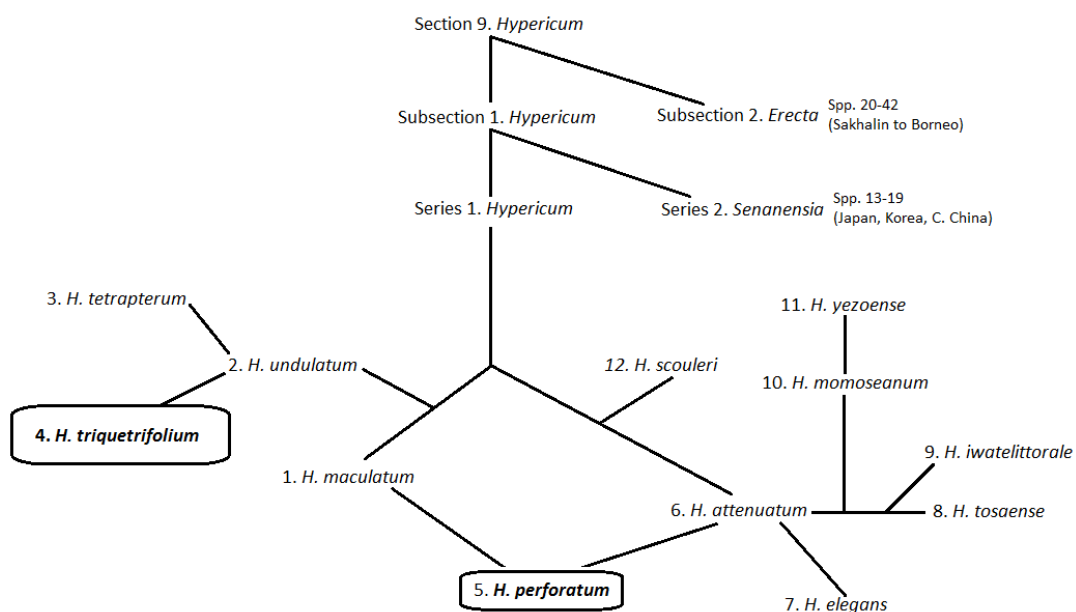 Section 9. Hypericum
Subsection 1. Hypericum
Subsection 2. Erecta
Spp. 20-42
(Sakhalin to Borneo)
Series 1. Hypericum
Series 2. Senanensia
Spp. 13-19
(Japan, Korea, C. China)
3. H. tetrapterum
11. H. yezoense
2. H. undulatum
12. H. scouleri
10. H. momoseanum
4. H. triquetrifolium
9. H. iwatelittorale
1. H. maculatum
6. H. attenuatum
8. H. tosaense
5. H. perforatum
7. H. elegans